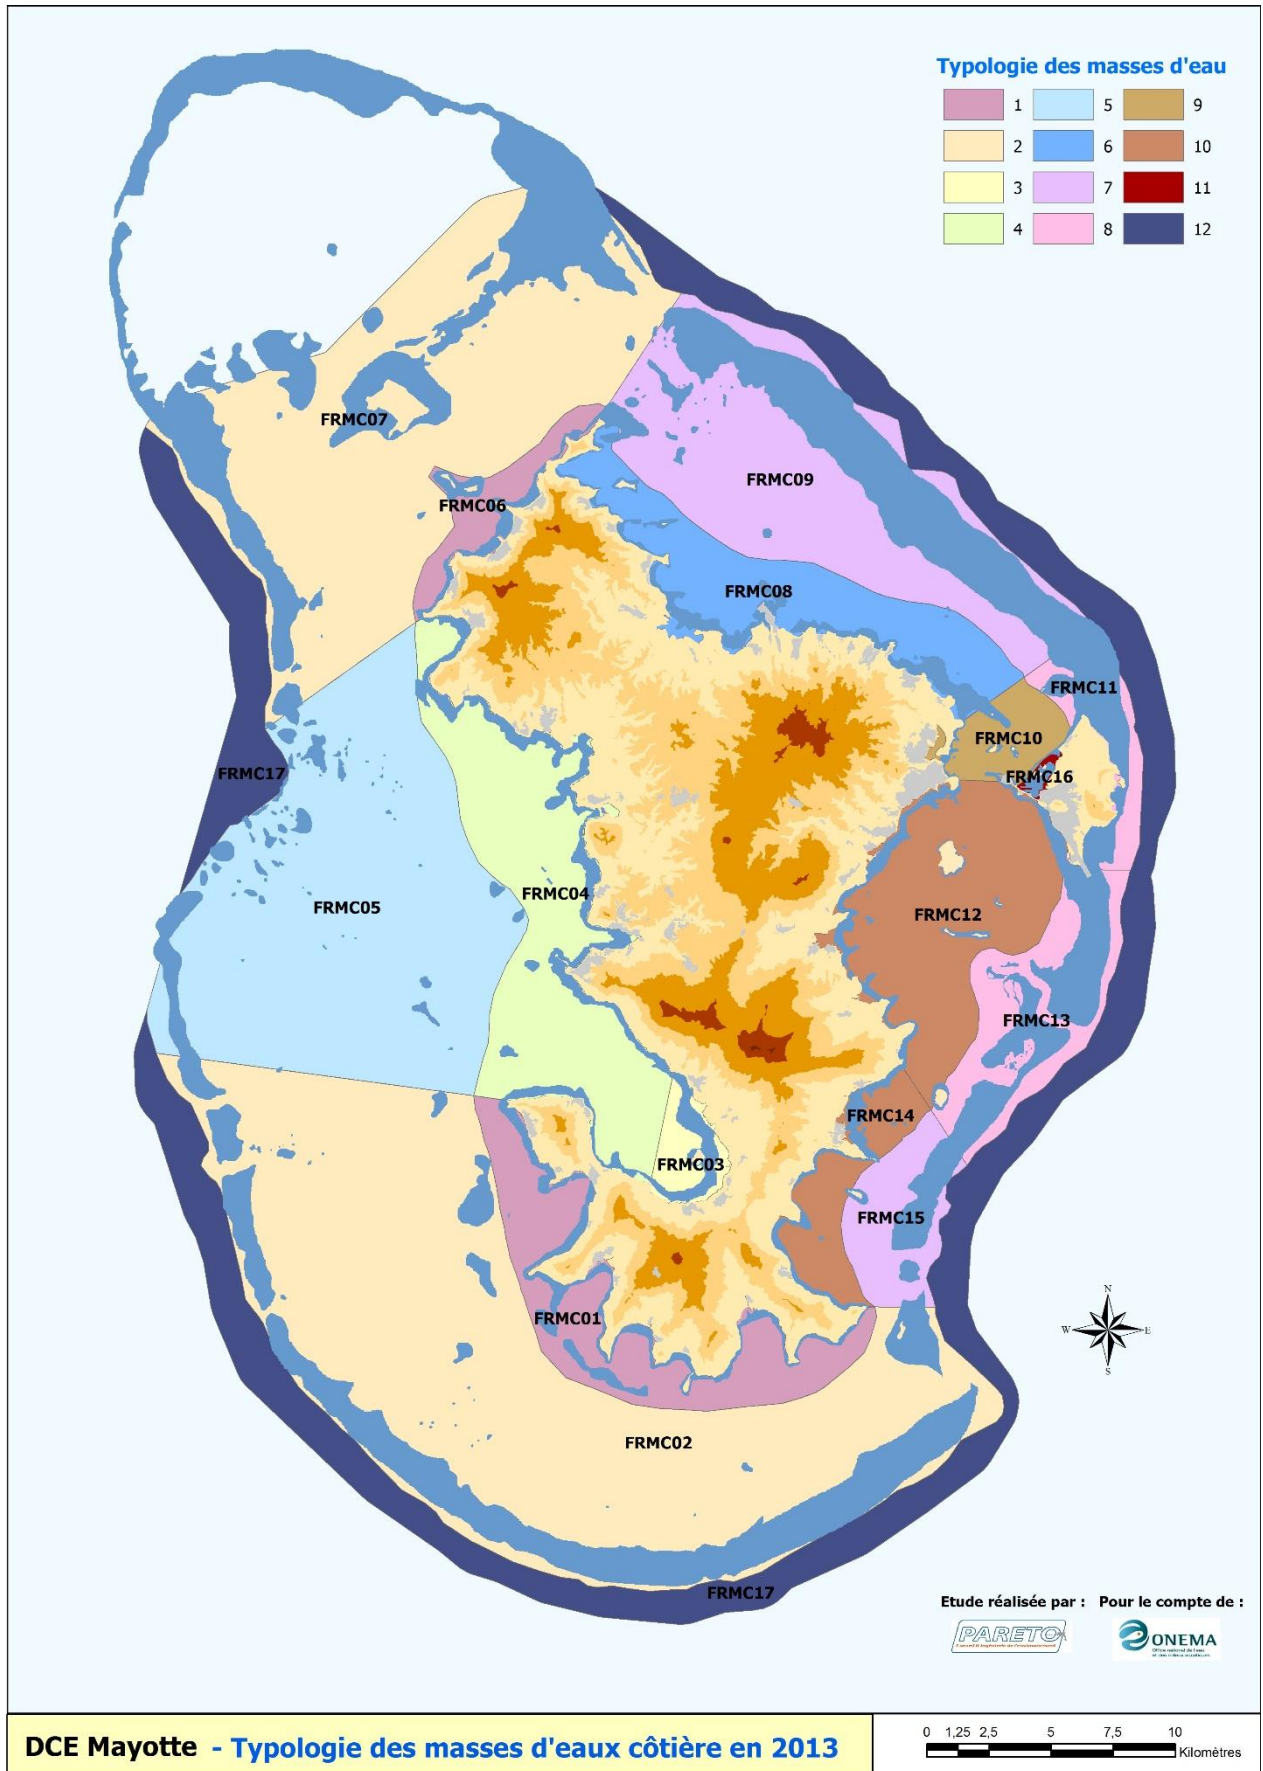 Typologie des masses d'eau
1 5 9
2 6 10
3 7 11
4 8 12
FRMC07
FRMC06
FRMC09
FRMC08
FRMC11
FRMC10
FRMC16
FRMC17
FRMC04
FRMC05
FRMC12
FRMC13
FRMC14
FRMC03
FRMC15
FRMC01
FRMC02
FRMC17
N
W E
S
Etude réalisée par : Pour le compte de :
PARETO
ONEMA
DCE Mayotte - Typologie des masses d'eaux côtière en 2013
0 1,25 2,5 5 7,5 10
Kilomètres